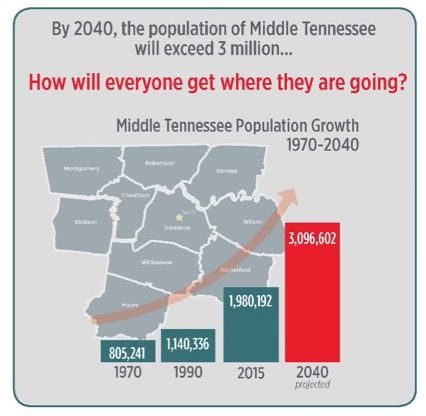 By 2040, the population of Middle Tennessee
will exceed 3 million...
How will everyone get where they are going?
Middle Tennessee Population Growth
1970-2040
Montgomery
Robertson
Sumner
Cheatham
Dickson
Davidson
Wilson
Williamson
Rutherford
Maury
3,096,602
1,980,192
1,140,336
805,241
1970 1990 2015 2040
projected